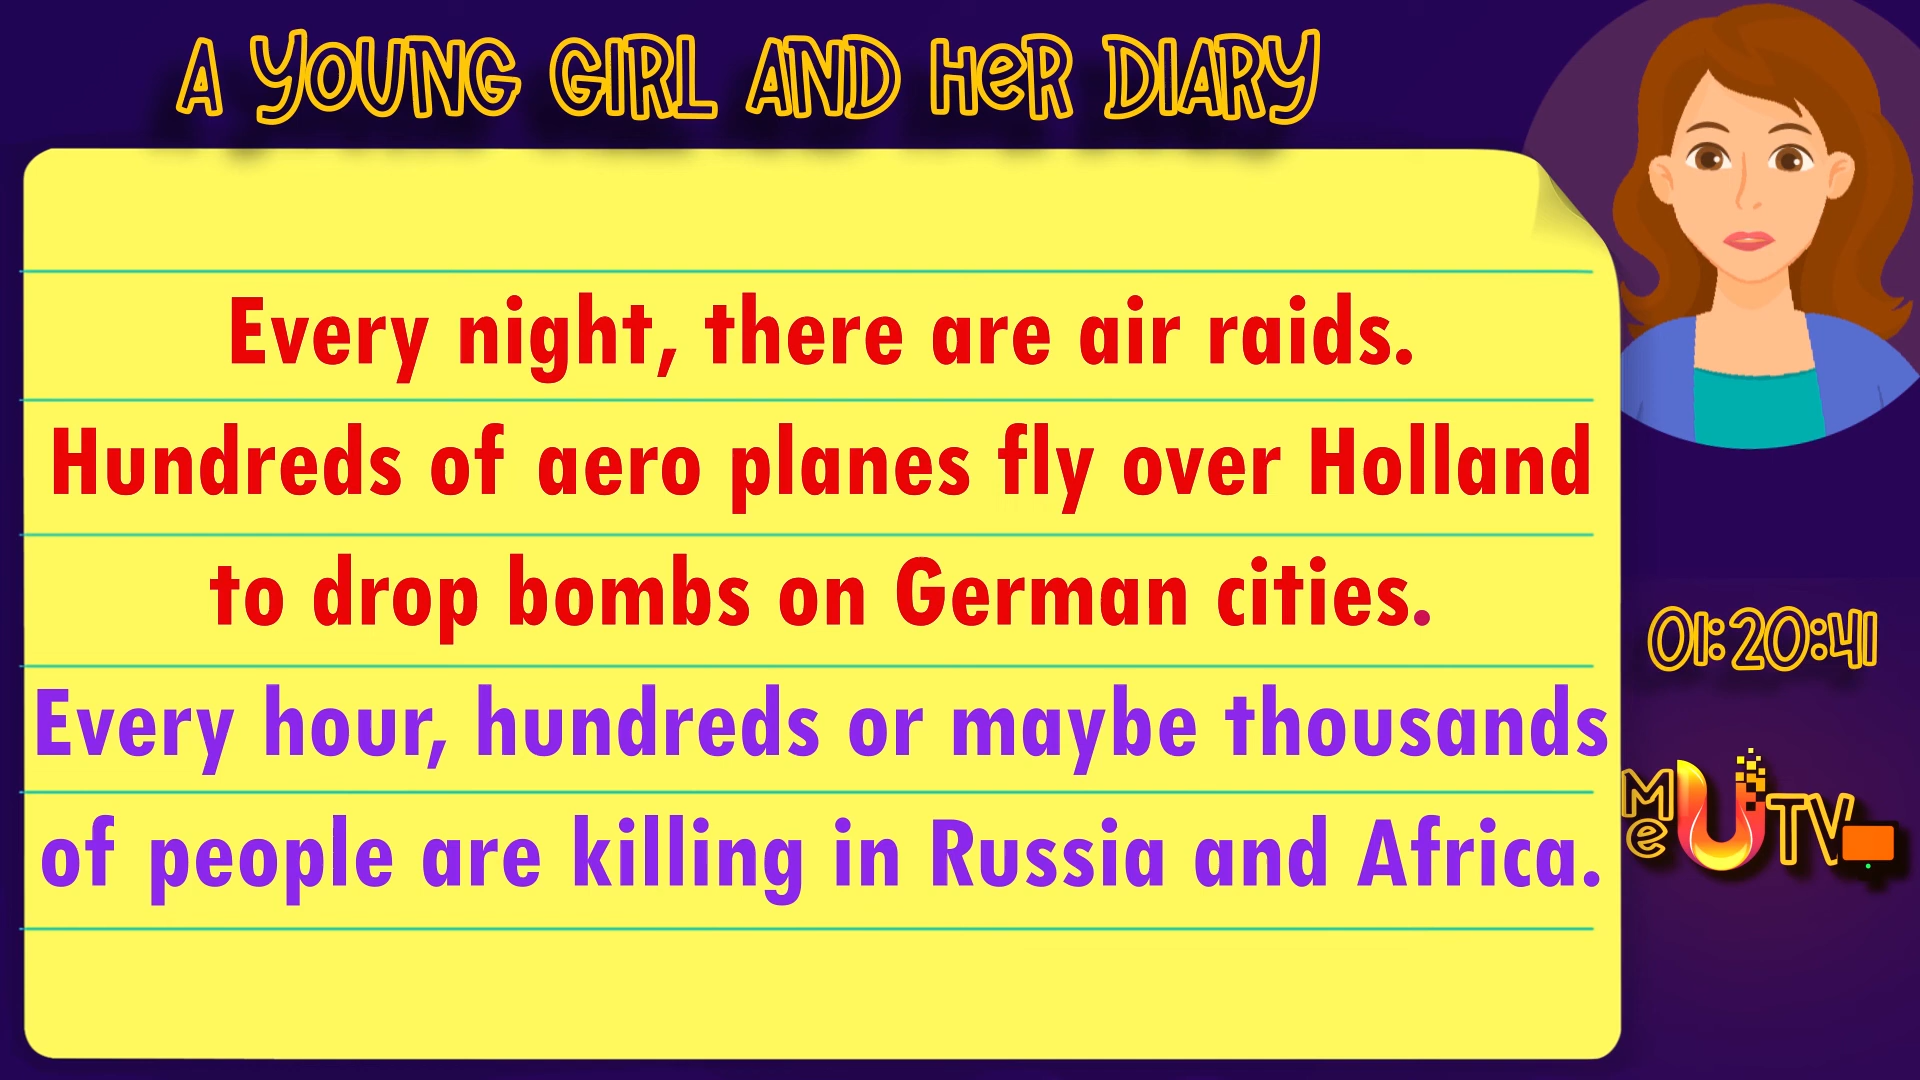 A YOUNG GIRL AND HeR DIARY
Every night, there are air raids.
Hundreds of aero planes fly over Holland
to drop bombs on German cities.
Every hour, hundreds or maybe thousands
of people are killing in Russia and Africa.
01:20:41
Me U TV